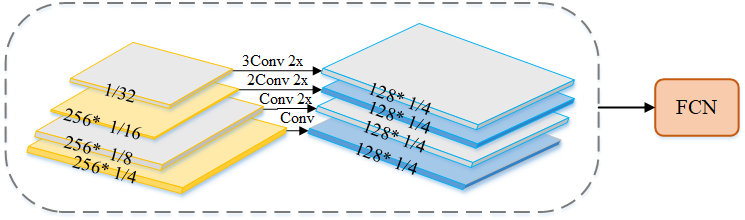 3Conv 2x
2Conv 2x
Conv 2x
Conv
1/32
256* 1/16
256* 1/8
256* 1/4
128* 1/4
128* 1/4
128* 1/4
128* 1/4
FCN